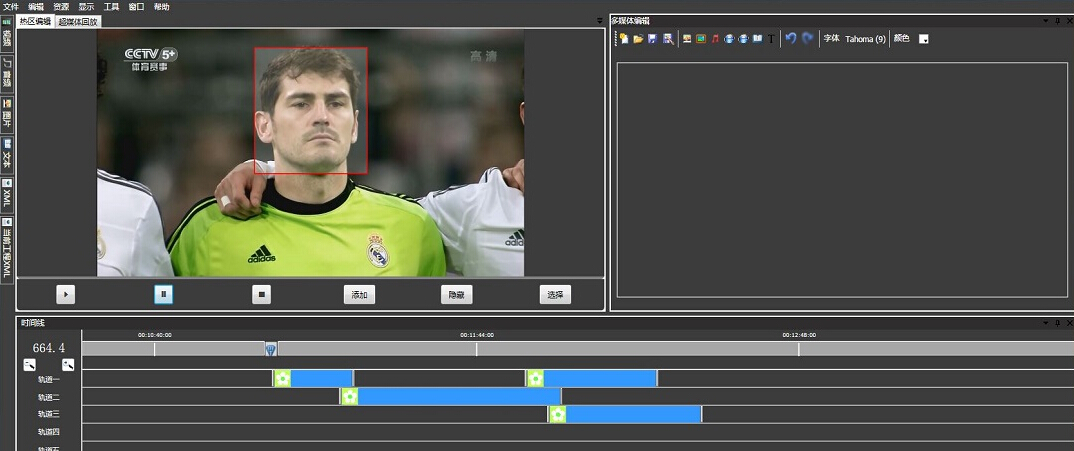 文件 编辑 资源 显示 工具 窗口 帮助
热区编辑 超媒体回放
视频
音频
图片
文本
XML
当前工程XML
CCTV 5+
体育赛事
高清
adidas
添加
隐藏
选择
多媒体编辑
T 字体 Tahoma (9) 颜色
时间线
664.4
00:10:40:00 00:11:44:00 00:12:48:00
轨道一
轨道二
轨道三
轨道四
轨道五